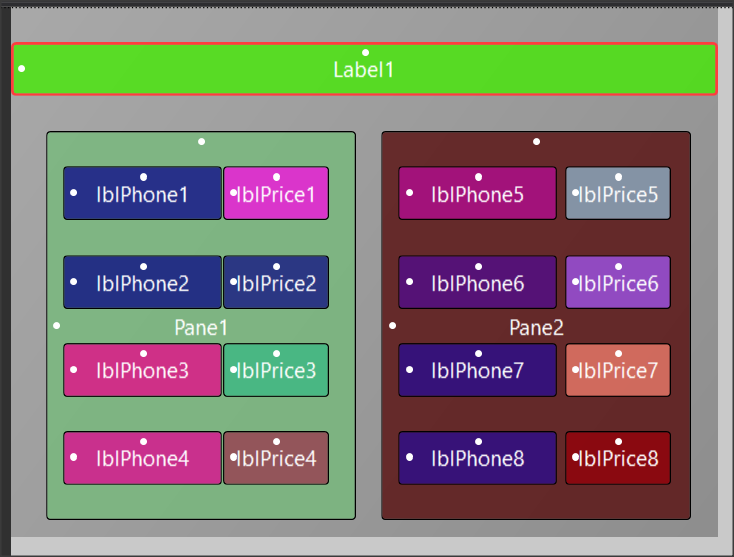 Label1
lblPhone1 lblPrice1
lblPhone2 lblPrice2
Pane1
lblPhone3 lblPrice3
lblPhone4 lblPrice4
lblPhone5 lblPrice5
lblPhone6 lblPrice6
Pane2
lblPhone7 lblPrice7
lblPhone8 lblPrice8